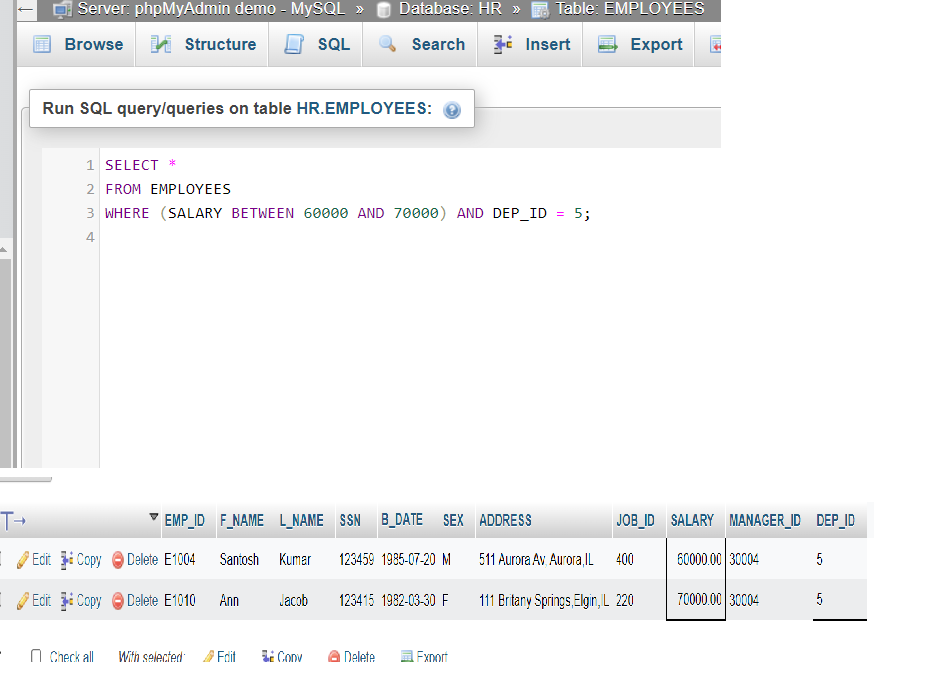 Server: phpMyAdmin demo - MySQL » Database: HR » Table: EMPLOYEES
Browse Structure SQL Search Insert Export
Run SQL query/queries on table HR.EMPLOYEES:
1 SELECT *
2 FROM EMPLOYEES
3 WHERE (SALARY BETWEEN 60000 AND 70000) AND DEP_ID = 5;
4
EMP_ID F_NAME L_NAME SSN B_DATE SEX ADDRESS JOB_ID SALARY MANAGER_ID DEP_ID
Edit Copy Delete E1004 Santosh Kumar 123459 1985-07-20 M 511 Aurora Av,Aurora,IL 400 60000.00 30004 5
Edit Copy Delete E1010 Ann Jacob 123415 1982-03-30 F 111 Britany Springs,Elgin,IL 220 70000.00 30004 5
Check all With selected: Edit Copy Delete Export